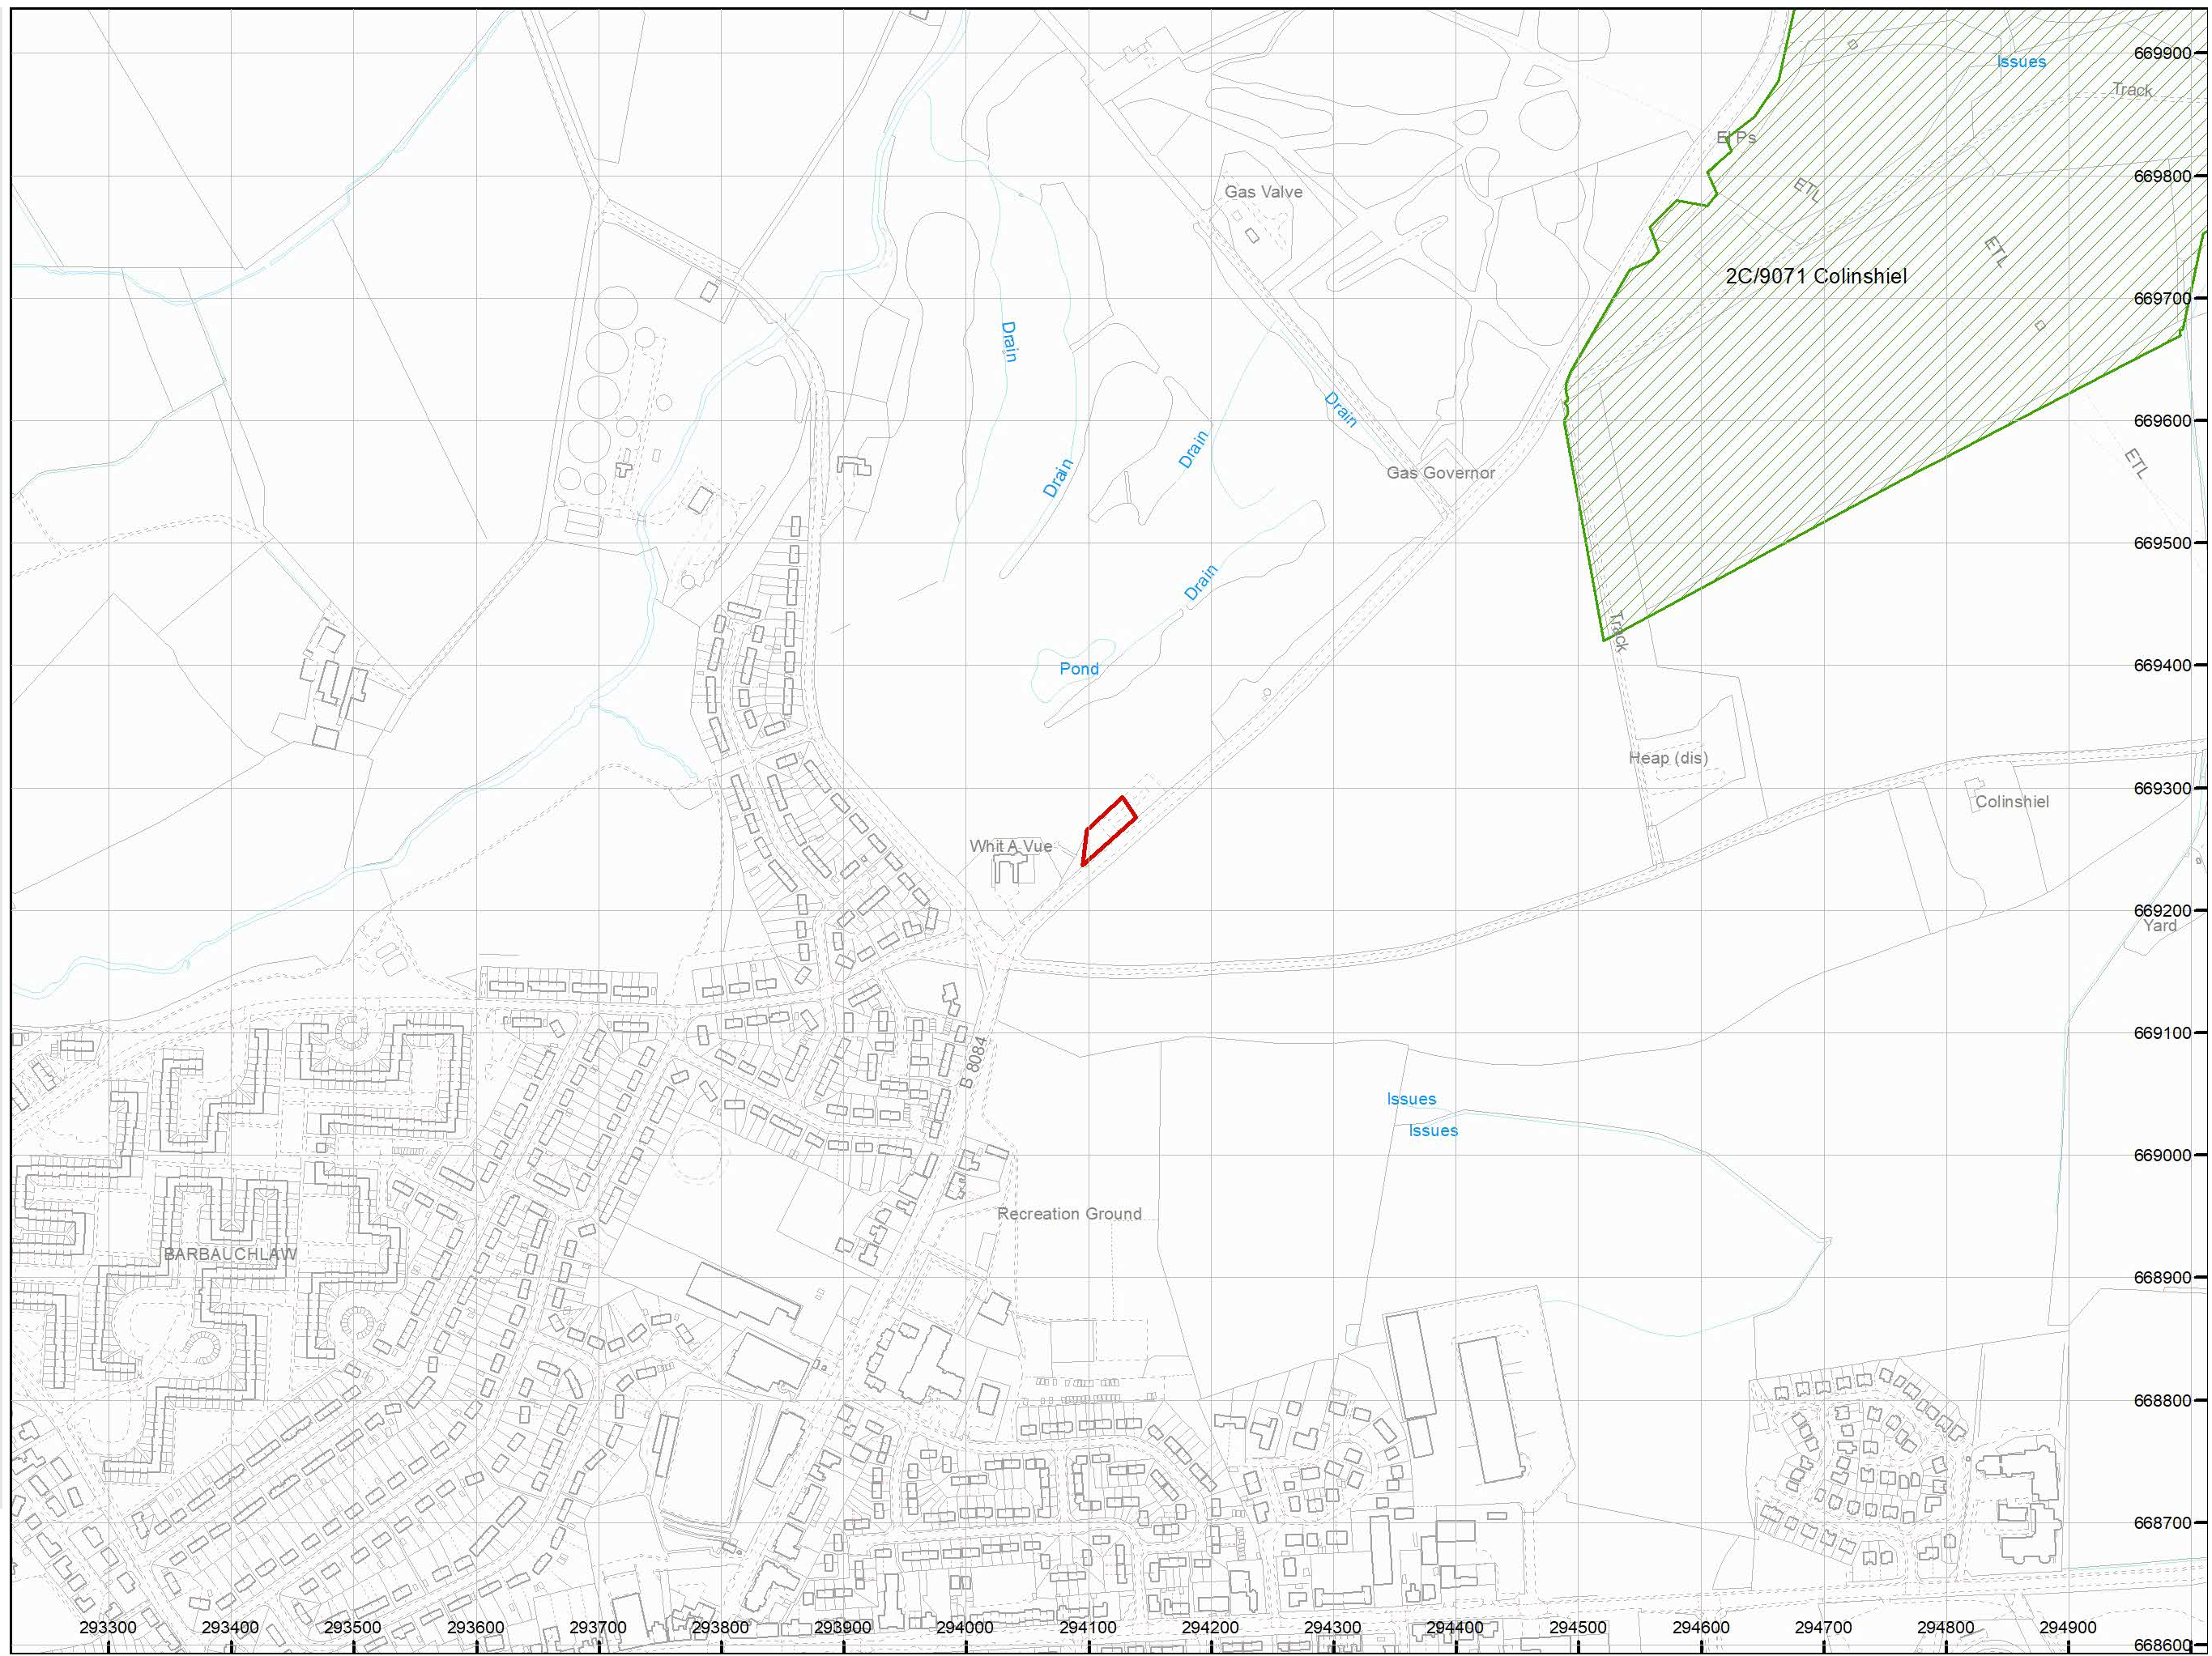 669900
Issues
Track
El Ps
669800
Gas Valve
ETL
ETL
2C/9071 Colinshiel
669700
Drain
Drain
669600
Drain
Drain
Gas Governor
ETL
669500
Drain
Track
669400
Pond
Heap (dis)
669300
Colinshiel
Whit A Vue
669200
Yard
669100
B 8084
Issues
Issues
669000
Recreation Ground
BARBAUCHLAW
668900
668800
668700
293300
293400
293500
293600
293700
293800
293900
294000
294100
294200
294300
294400
294500
294600
294700
294800
294900
668600